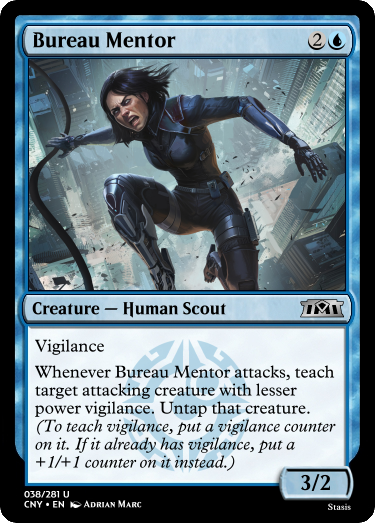 Bureau Mentor 2
Creature — Human Scout
Vigilance
Whenever Bureau Mentor attacks, teach
target attacking creature with lesser
power vigilance. Untap that creature.
(To teach vigilance, put a vigilance counter
on it. If it already has vigilance, put a
+1/+1 counter on it instead.)
3/2
038/281 U
CNY • EN Adrian Marc
Stasis